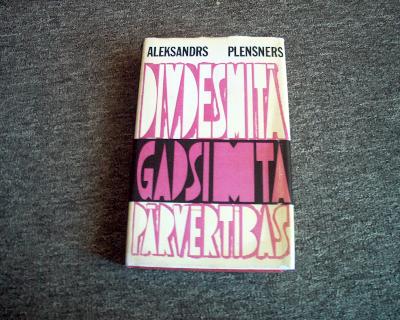 ALEKSANDRS PLENSNERS
DIVDESMITĀ
GADSIMTA
PĀRVĒRTĪBAS